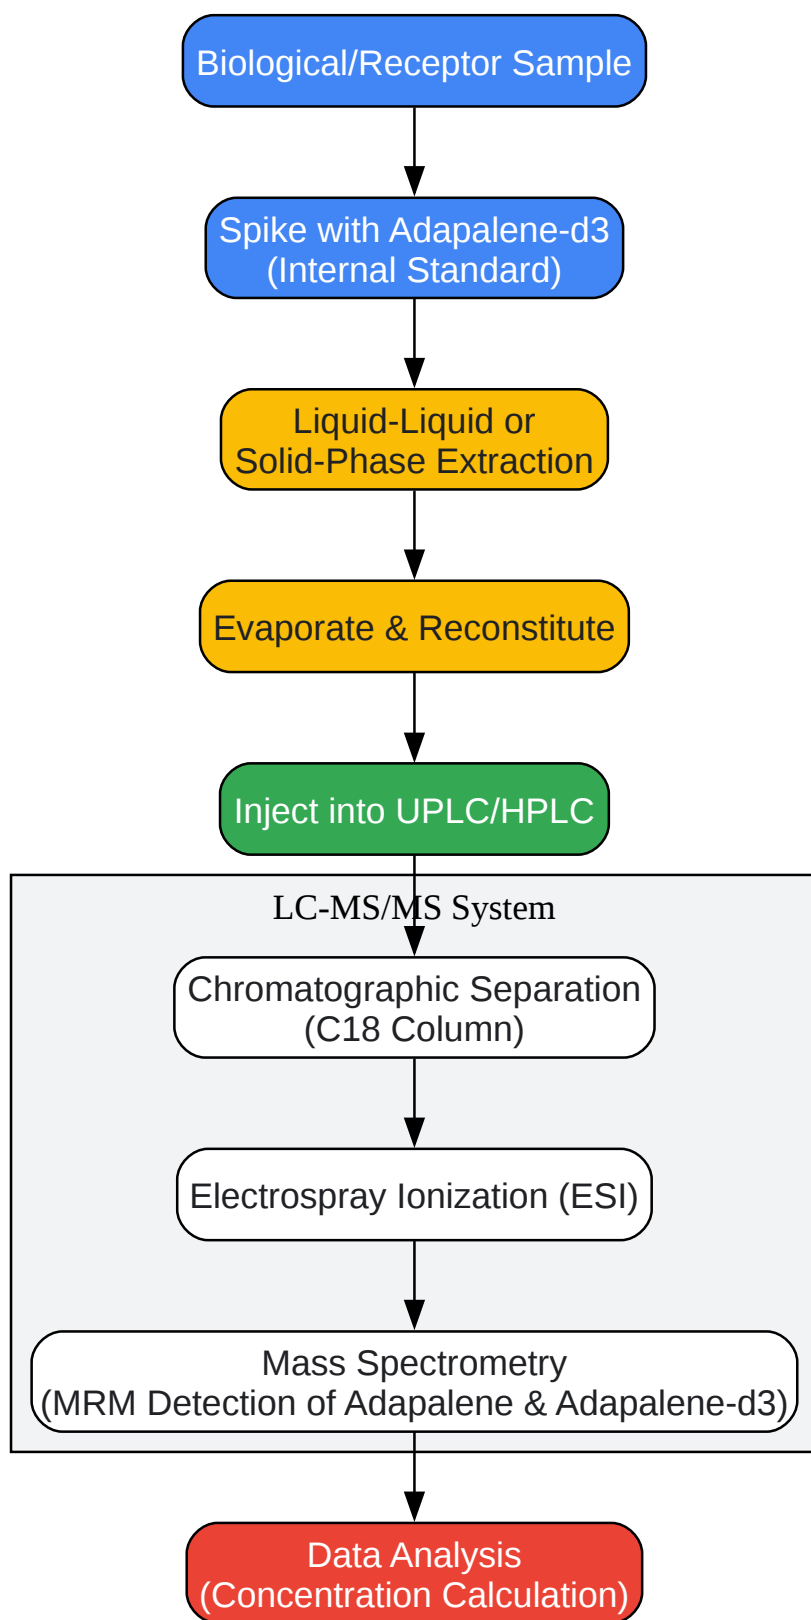 Biological/Receptor Sample
Spike with Adapalene-d3
(Internal Standard)
Liquid-Liquid or
Solid-Phase Extraction
Evaporate & Reconstitute
Inject into UPLC/HPLC
LC-MS/MS System
Chromatographic Separation
(C18 Column)
Electrospray Ionization (ESI)
Mass Spectrometry
(MRM Detection of Adapalene & Adapalene-d3)
Data Analysis
(Concentration Calculation)